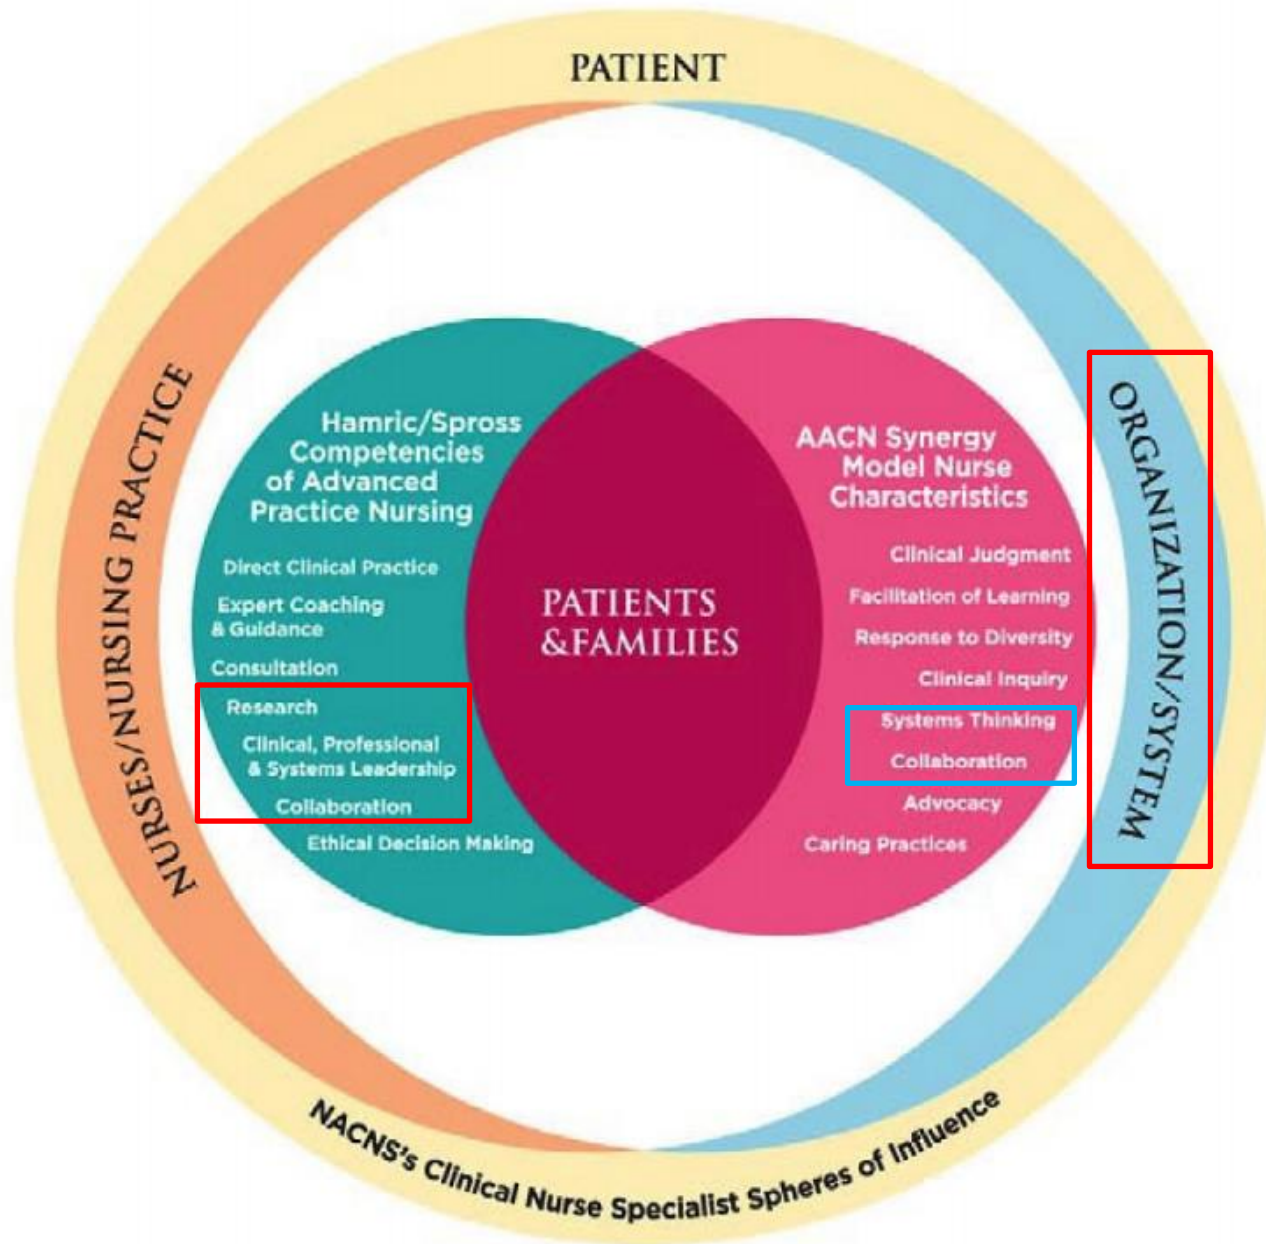 PATIENT
NURSES/NURSING PRACTICE
Hamric/Spross
Competencies
of Advanced
Practice Nursing
Direct Clinical Practice
Expert Coaching
& Guidance
Consultation
Research
Clinical, Professional
& Systems Leadership
Collaboration
Ethical Decision Making
PATIENTS
&FAMILIES
AACN Synergy
Model Nurse
Characteristics
Clinical Judgment
Facilitation of Learning
Response to Diversity
Clinical Inquiry
Systems Thinking
Collaboration
Advocacy
Caring Practices
ORGANIZATION/SYSTEM
NACNS's Clinical Nurse Specialist Spheres of Influence